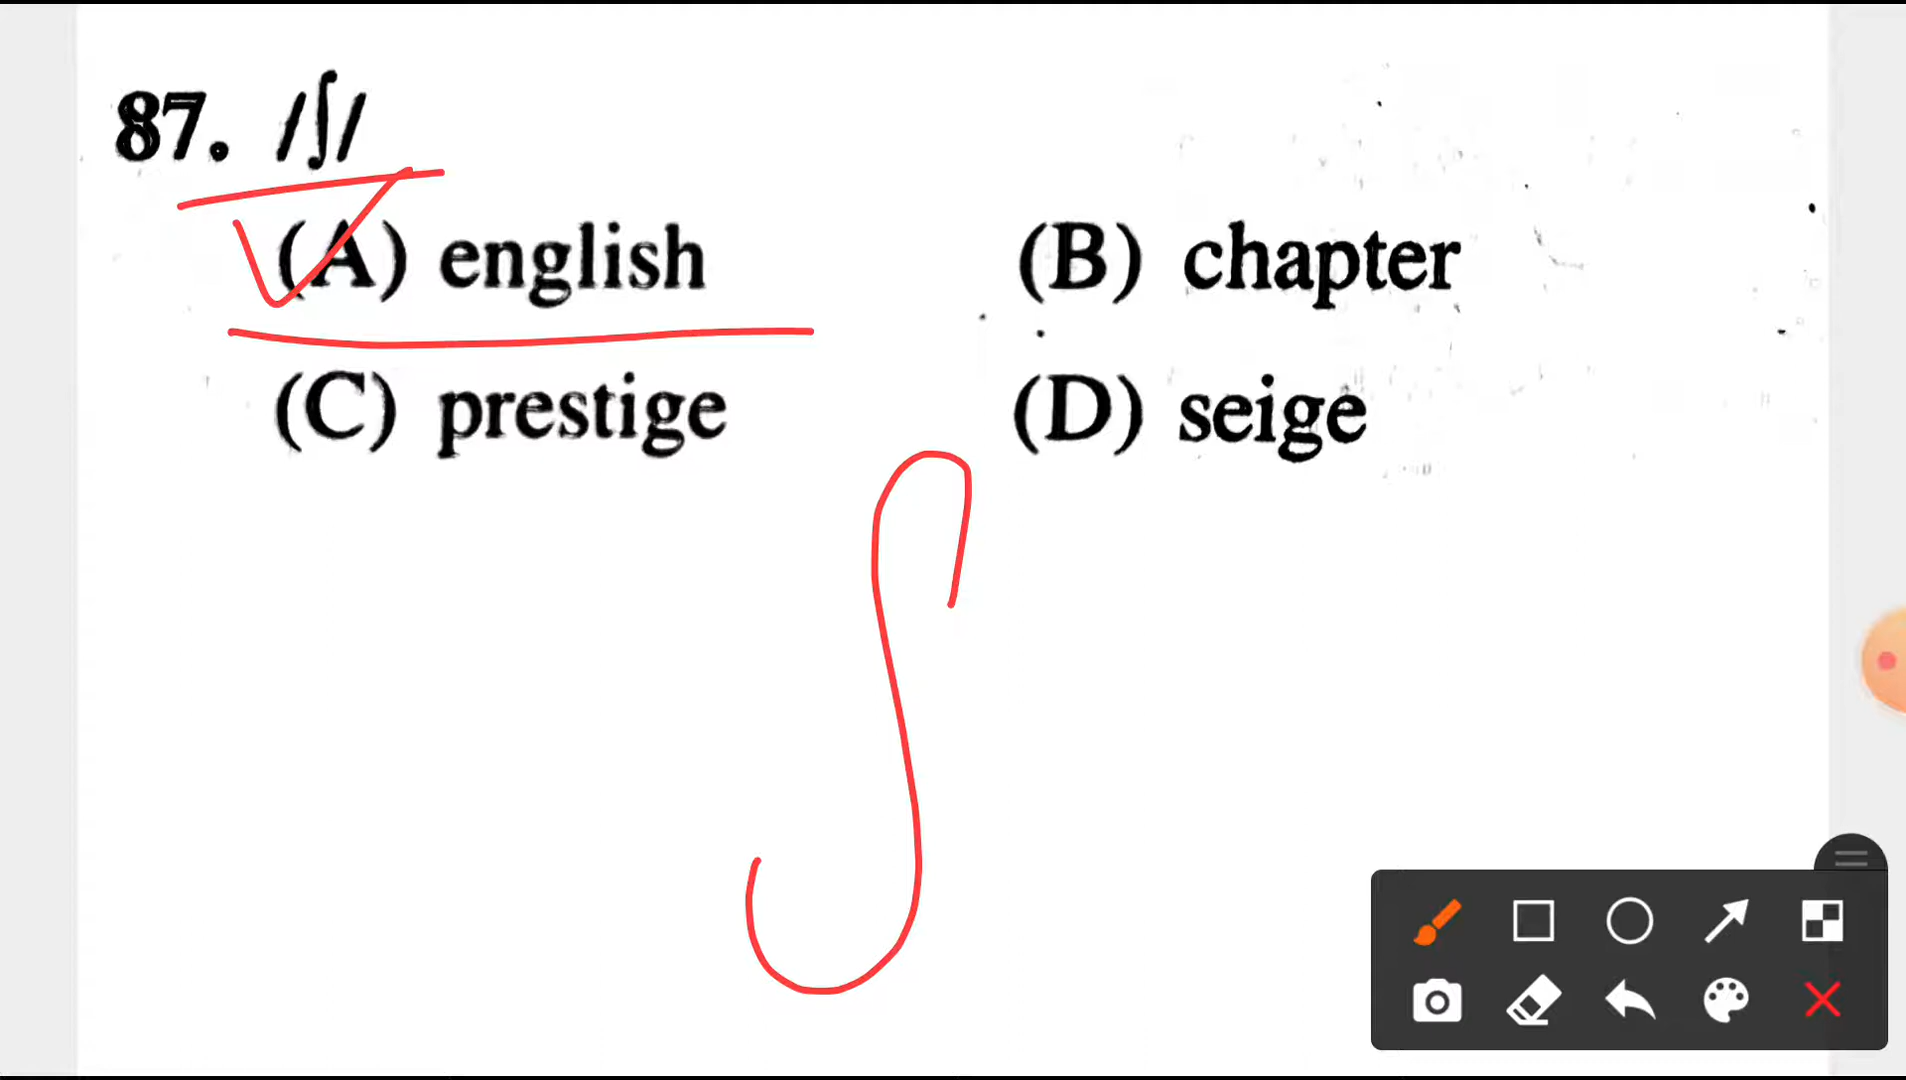 87. /ʃ/
(A) english (B) chapter
(C) prestige (D) seige
ʃ